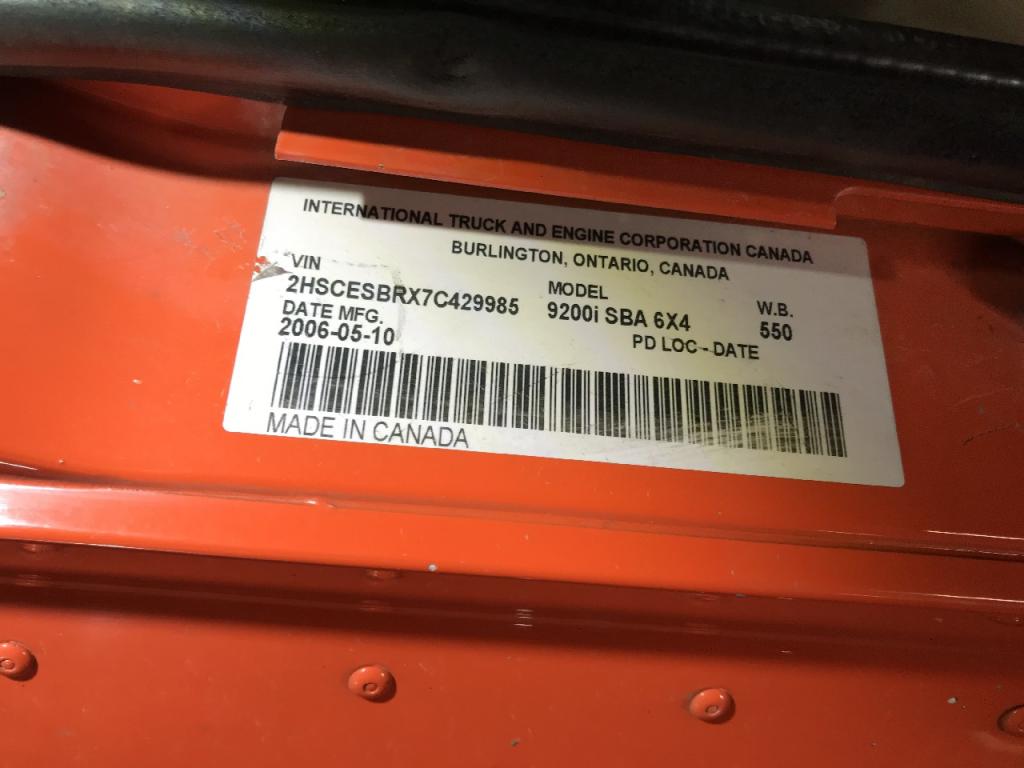 INTERNATIONAL TRUCK AND ENGINE CORPORATION CANADA
BURLINGTON, ONTARIO, CANADA
VIN MODEL W.B.
2HSCESBRX7C429985 9200i SBA 6X4 550
DATE MFG. PD LOC - DATE
2006-05-10
MADE IN CANADA